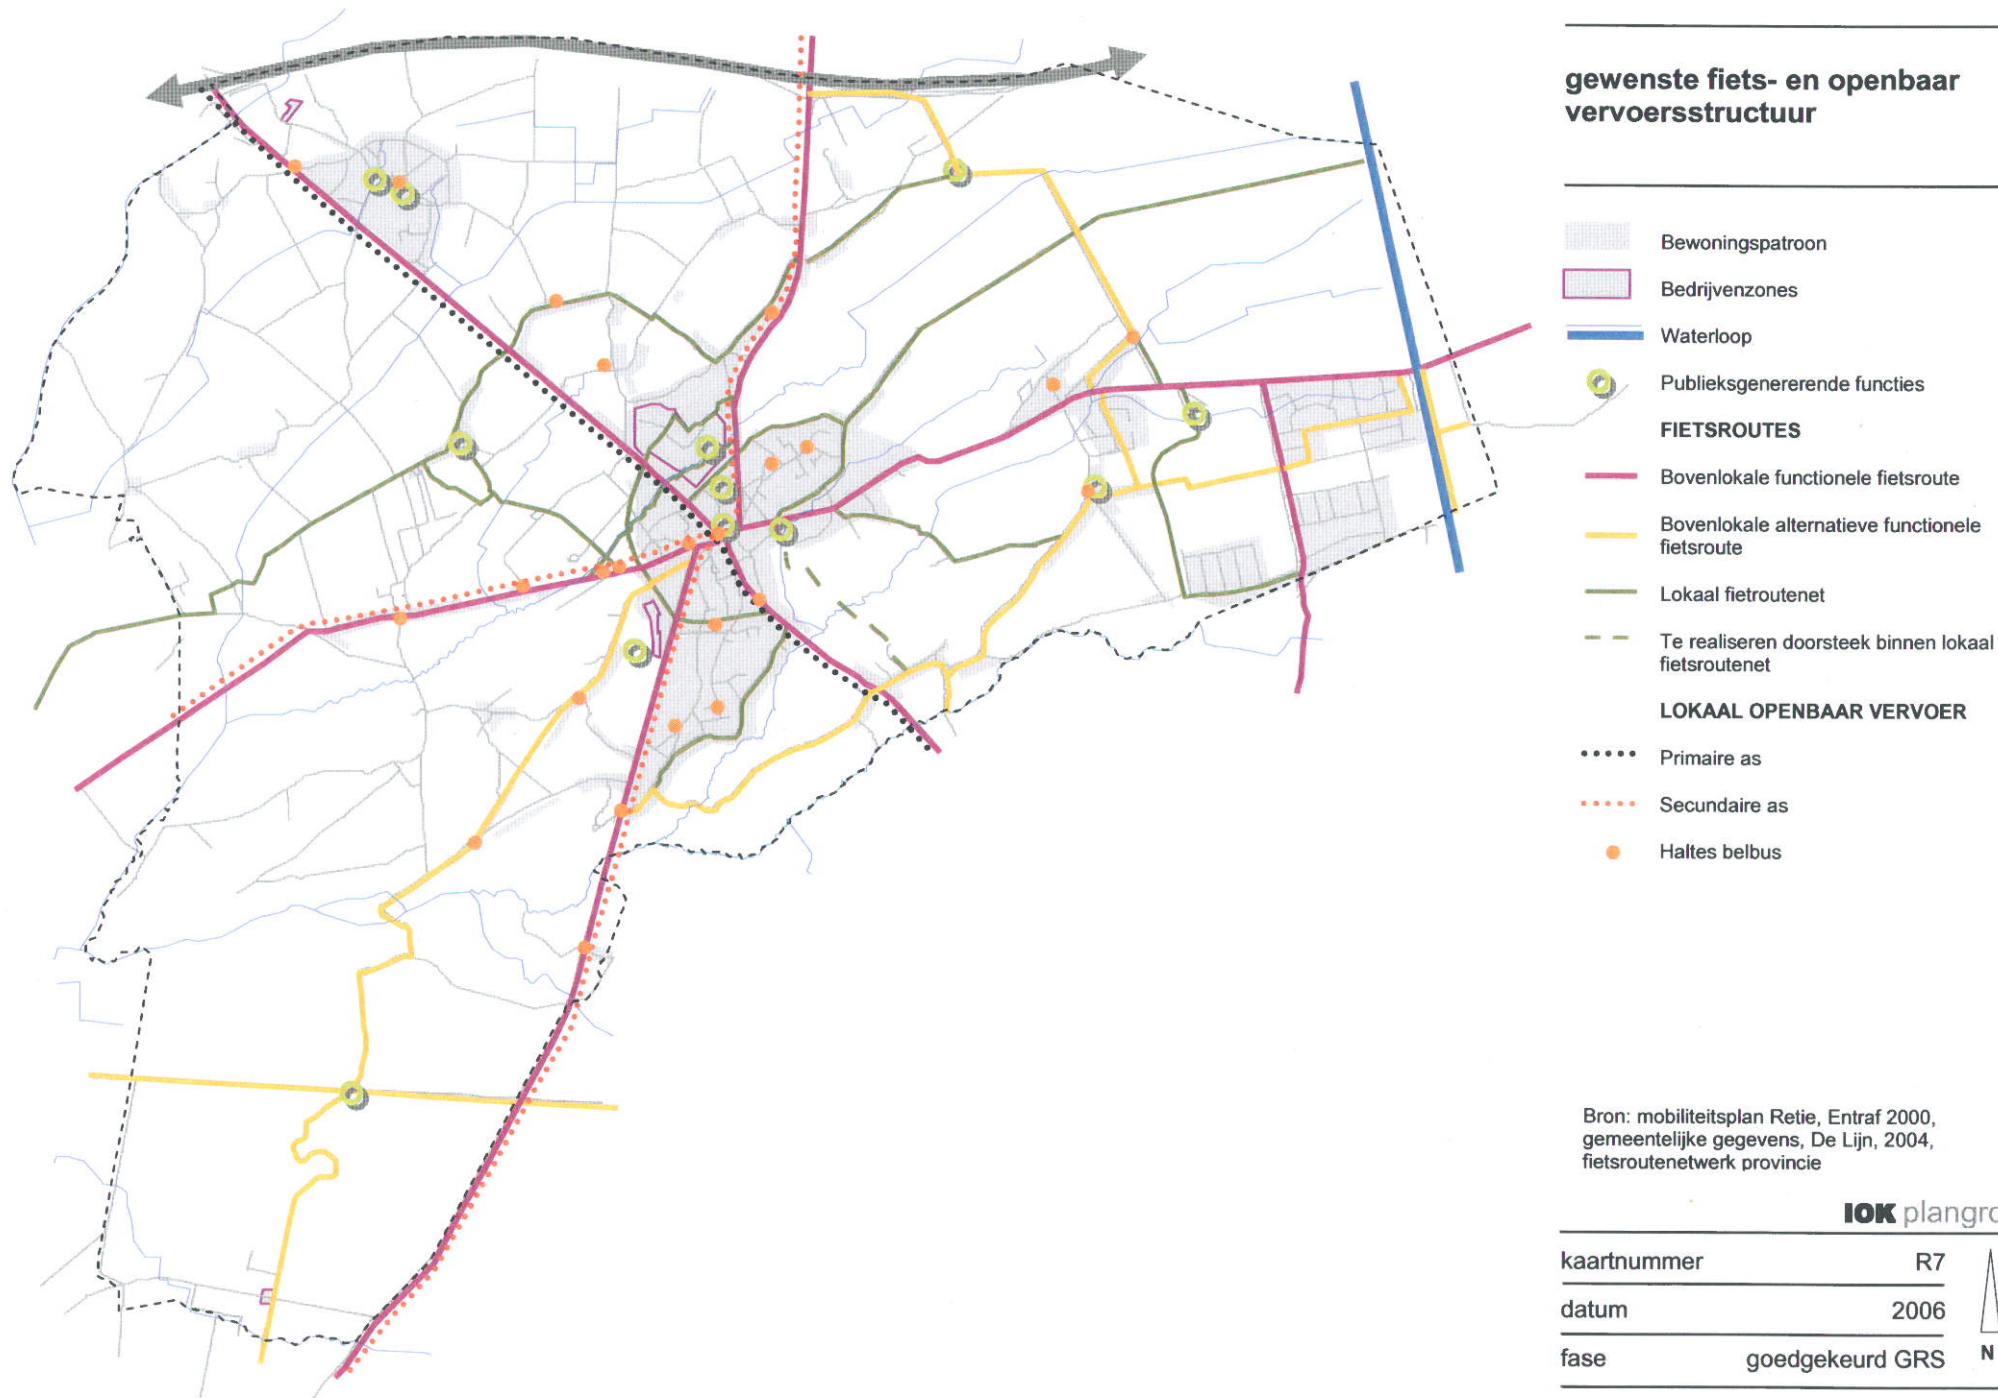 gewenste fiets- en openbaar
vervoersstructuur
Bewoningspatroon
Bedrijvenzones
Waterloop
Publieksgenererende functies
FIETSROUTES
Bovenlokale functionele fietsroute
Bovenlokale alternatieve functionele
fietsroute
Lokaal fietroutenet
Te realiseren doorsteek binnen lokaal
fietsroutenet
LOKAAL OPENBAAR VERVOER
Primaire as
Secundaire as
Haltes belbus
Bron: mobiliteitsplan Retie, Entraf 2000,
gemeentelijke gegevens, De Lijn, 2004,
fietsroutenetwerk provincie
IOK plangro
kaartnummer R7
datum 2006
fase goedgekeurd GRS
N